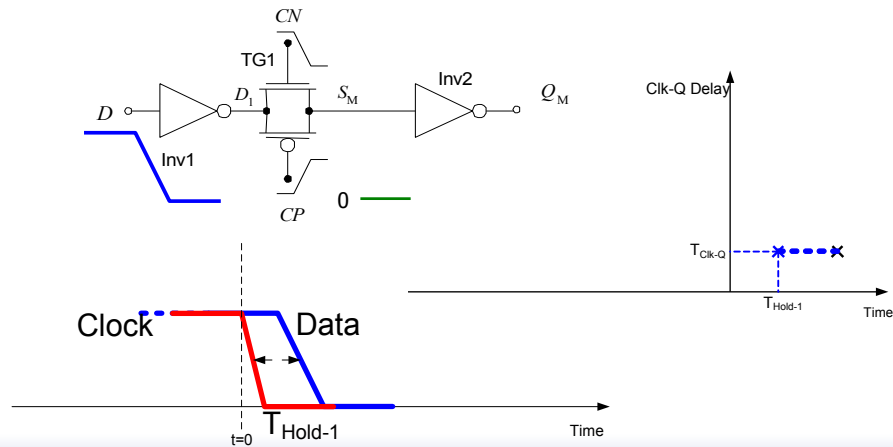 CN
TG1
Inv2
D
D1
SM
QM
Inv1
0
CP
Clk-Q Delay
TClk-Q
THold-1
Time
Clock
Data
THold-1
t=0
Time